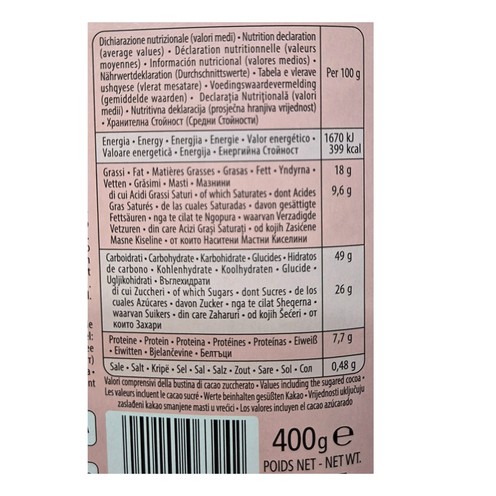 Dichiarazione nutrizionale (valori medi) • Nutrition declaration
(average values) • Déclaration nutritionnelle (valeurs
moyennes) • Información nutricional (valores medios) •
Nährwertdeklaration (Durchschnittswerte) • Tabela e vlerave
ushqyese (vlerat mesatare) • Voedingswaardevermelding
(gemiddelde waarden) • Declarația Nutrițională (valori
medii) • Nutritivna deklaracija (prosječna hranjiva vrijednost)
• Хранителна Стойност (Средни Стойности)
Per 100 g
Energia • Energy • Energjia • Energie • Valor energético •
Valoare energetică • Energija • Енергийна Стойност
1670 kJ
399 kcal
Grassi • Fat • Matières Grasses • Grasas • Fett • Yndyrna •
Vetten • Grăsimi • Masti • Мазнини
18 g
di cui Acidi Grassi Saturi • of which Saturates • dont Acides
Gras Saturés • de las cuales Saturadas • davon gesättigte
Fettsäuren • nga te cilat te Ngopura • waarvan Verzadigde
Vetzuren • din care Acizi Grași Saturați • od kojih Zasićene
Masne Kiseline • от които Наситени Мастни Киселини
9,6 g
Carboidrati • Carbohydrate • Karbohidrate • Glucides • Hidratos
de carbono • Kohlenhydrate • Koolhydraten • Glucide •
Ugljikohidrati • Въглехидрати
49 g
di cui Zuccheri • of which Sugars • dont Sucres • de los
cuales Azúcares • davon Zucker • nga te cilat Sheqerna •
waarvan Suikers • din care Zaharuri • od kojih Šećeri • от
които Захари
26 g
Proteine • Protein • Proteina • Protéines • Proteínas • Eiweiß
• Eiwitten • Bjelančevine • Белтъци
7,7 g
Sale • Salt • Kripë • Sel • Sal • Salz • Zout • Sare • Sol • Сол
0,48 g
Valori comprensivi della bustina di cacao zuccherato • Values including the sugared cocoa •
Les valeurs incluent le cacao sucré • Werte beinhalten gesüßten Kakao • Vrijednosti uključuju
zaslađeni kakao smanjene masti u vrećici • Los valores incluyen el cacao azúcarado
400g e
POIDS NET - NET WT.